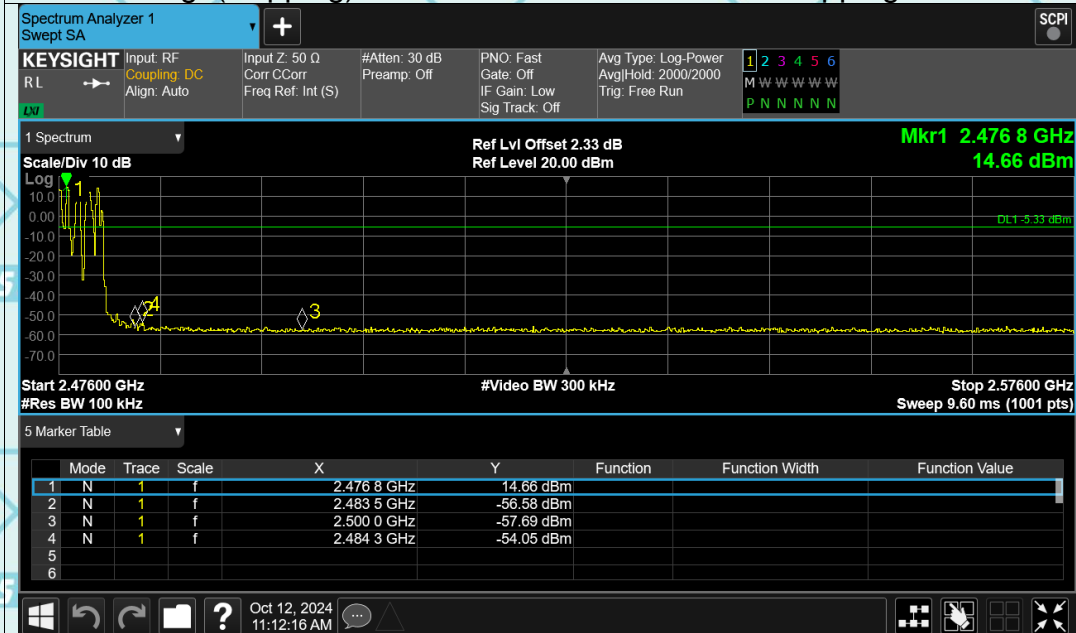 Spectrum Analyzer 1
Swept SA
+
SCPI
KEYSIGHT
RL
LXI
Input: RF
Coupling: DC
Align: Auto
Input Z: 50 Ω
Corr CCorr
Freq Ref: Int (S)
#Atten: 30 dB
Preamp: Off
PNO: Fast
Gate: Off
IF Gain: Low
Sig Track: Off
Avg Type: Log-Power
Avg|Hold: 2000/2000
Trig: Free Run
1 2 3 4 5 6
M W W W W W
P N N N N N
1 Spectrum
Scale/Div 10 dB
Ref Lvl Offset 2.33 dB
Ref Level 20.00 dBm
Mkr1 2.476 8 GHz
14.66 dBm
Log
10.0
0.00
-10.0
-20.0
-30.0
-40.0
-50.0
-60.0
-70.0
1
2
4
3
DL1 -5.33 dBm
Start 2.47600 GHz
#Video BW 300 kHz
Stop 2.57600 GHz
#Res BW 100 kHz
Sweep 9.60 ms (1001 pts)
5 Marker Table
Mode Trace Scale X Y Function Function Width Function Value
1 N 1 f 2.476 8 GHz 14.66 dBm
2 N 1 f 2.483 5 GHz -56.58 dBm
3 N 1 f 2.500 0 GHz -57.69 dBm
4 N 1 f 2.484 3 GHz -54.05 dBm
5
6
?
Oct 12, 2024
11:12:16 AM